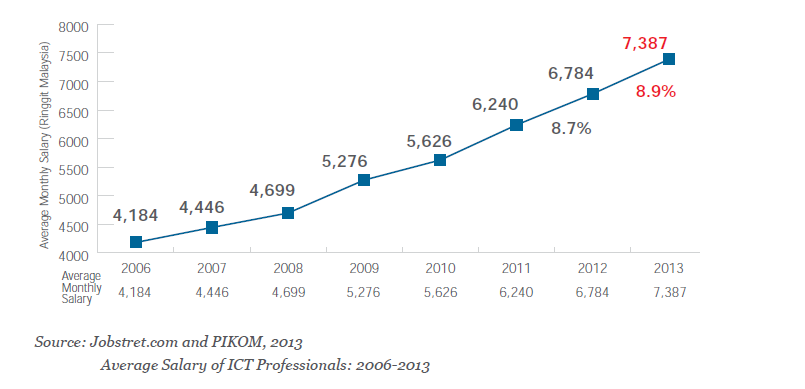 8000
7500
7000
6500
6000
5500
5000
4500
4000
Average Monthly Salary (Ringgit Malaysia)
4,184
4,446
4,699
5,276
5,626
6,240
6,784
7,387
8.7%
8.9%
2006 2007 2008 2009 2010 2011 2012 2013
Average
Monthly
Salary
4,184 4,446 4,699 5,276 5,626 6,240 6,784 7,387
Source: Jobstret.com and PIKOM, 2013
Average Salary of ICT Professionals: 2006-2013